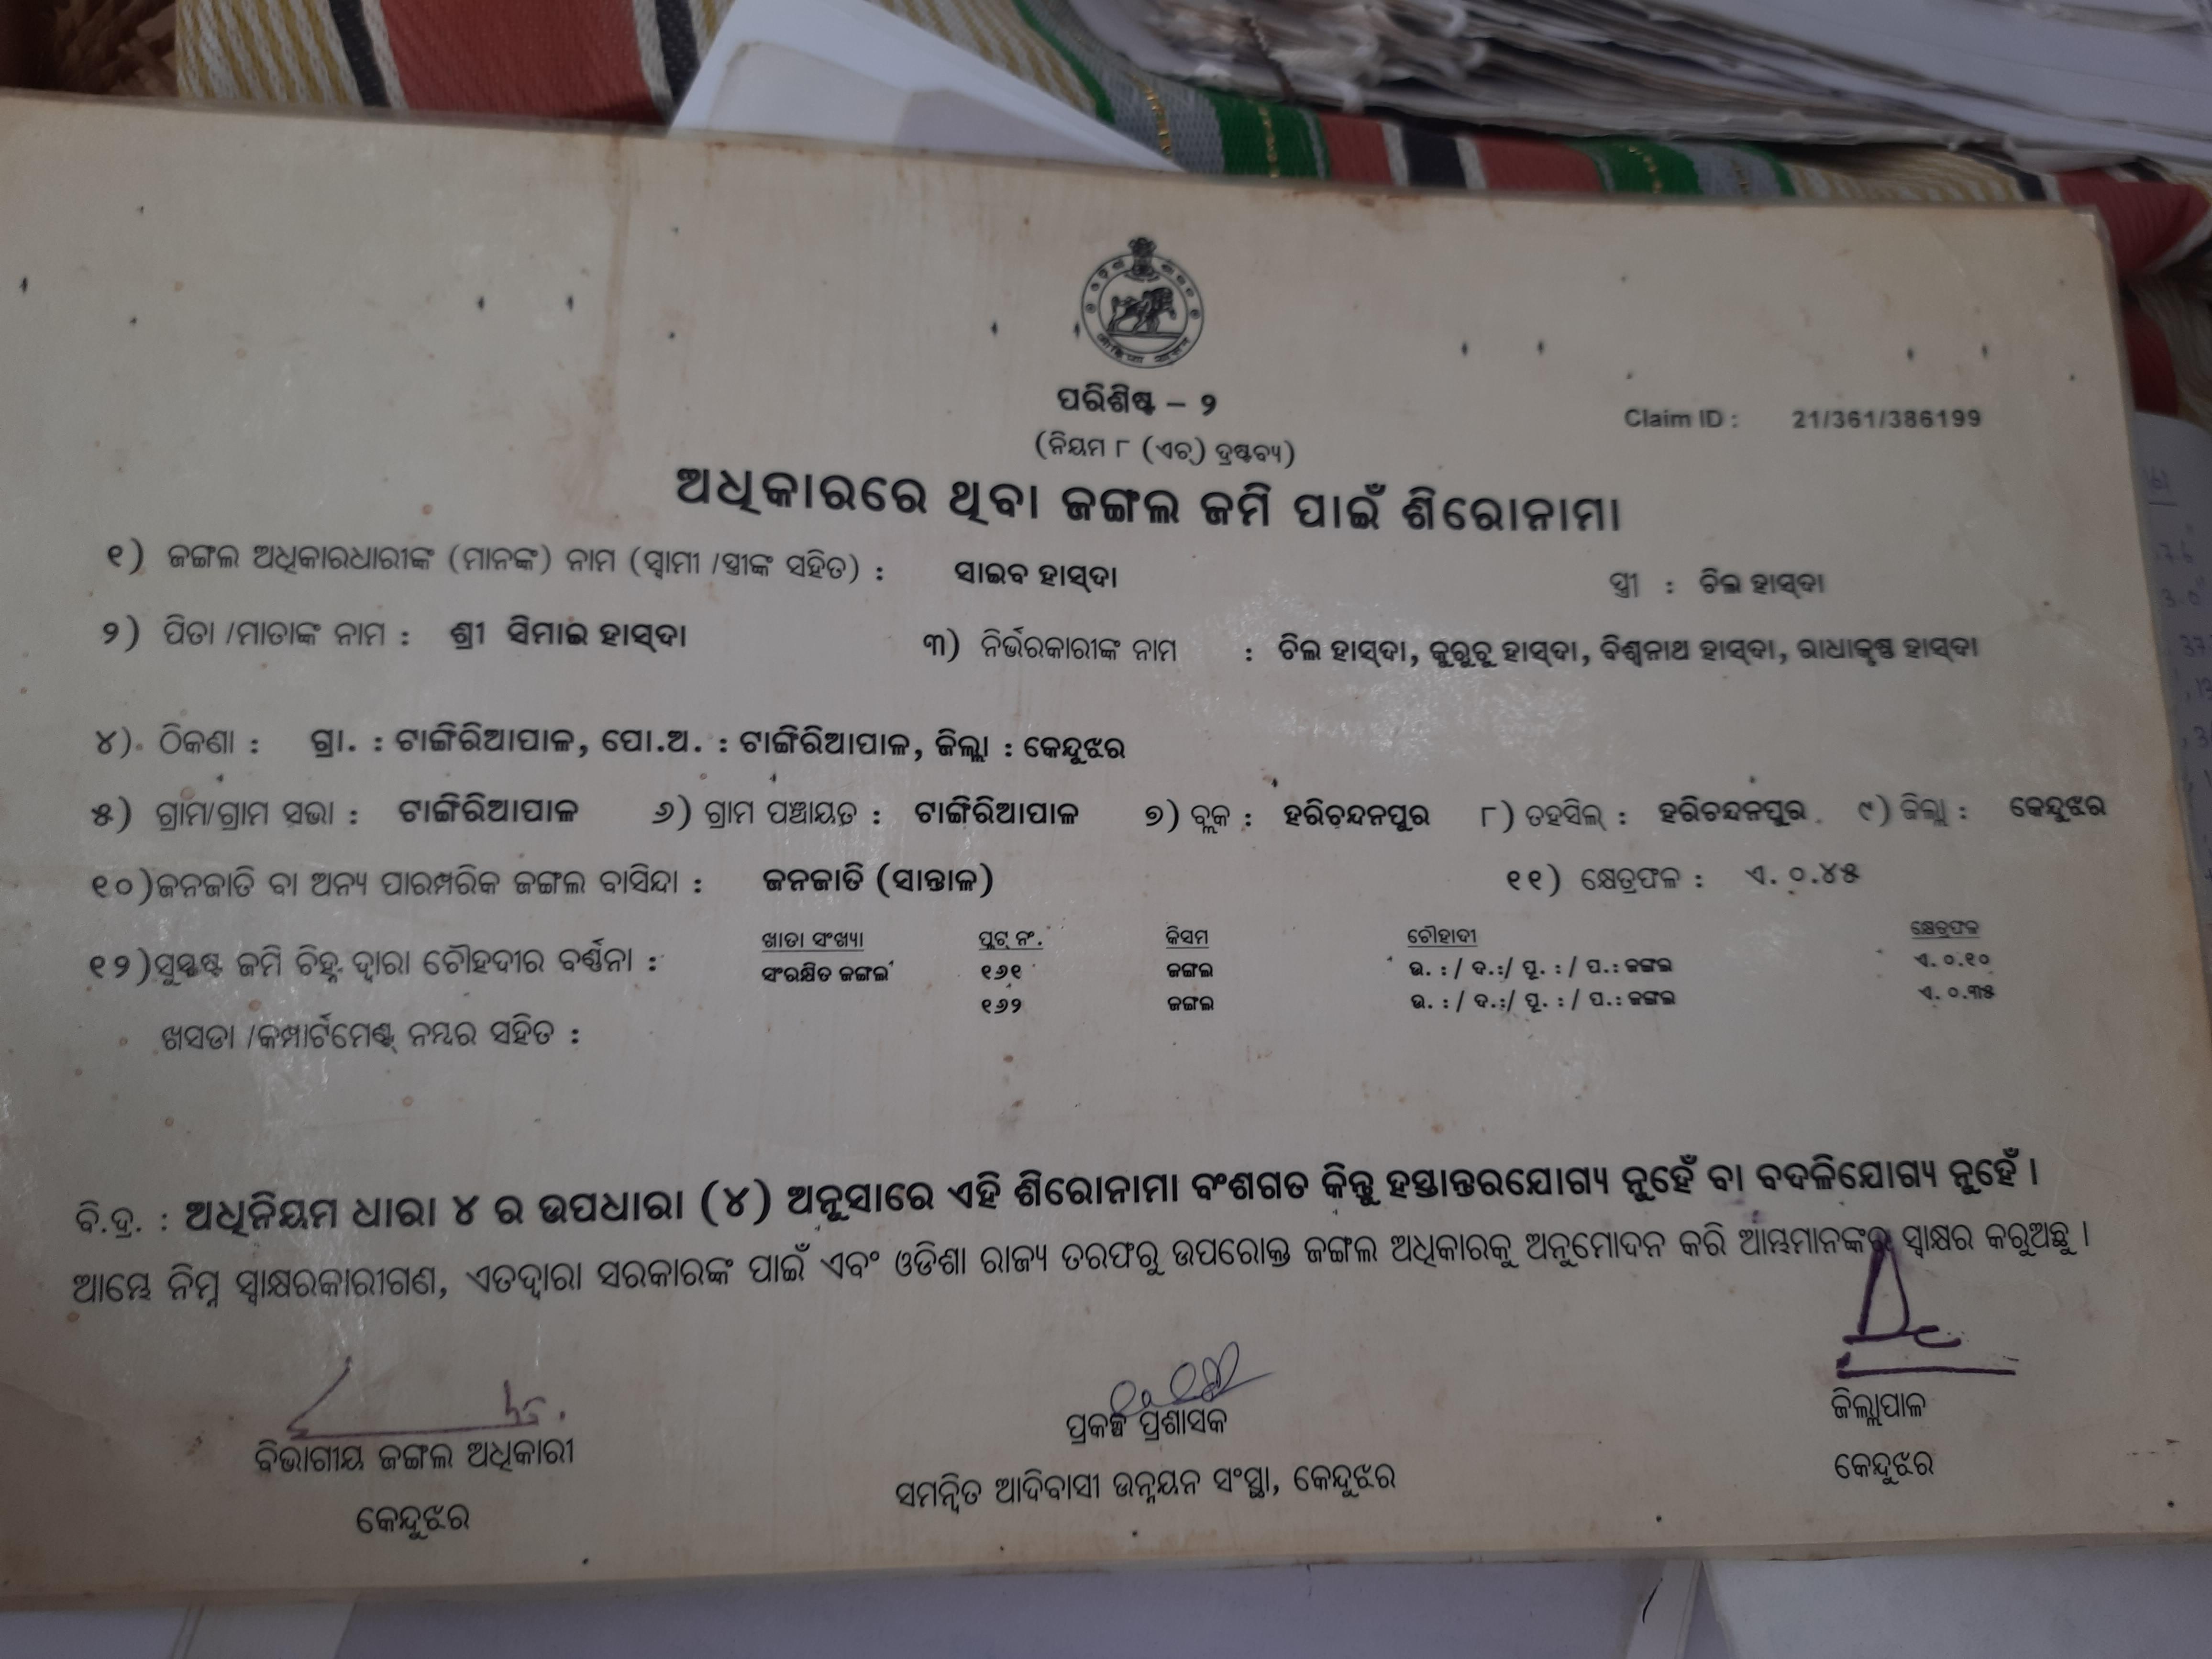 ପରିଶିଷ୍ଟ – ୨
Claim ID : 21/361/386199
(ନିୟମ ୮ (ଏଚ୍) ଦ୍ରଷ୍ଟବ୍ୟ)
ଅଧିକାରରେ ଥିବା ଜଙ୍ଗଲ ଜମି ପାଇଁ ଶିରୋନାମା
୧) ଜଙ୍ଗଲ ଅଧିକାରଧାରୀଙ୍କ (ମାନଙ୍କ) ନାମ (ସ୍ୱାମୀ /ସ୍ତ୍ରୀଙ୍କ ସହିତ) : ସାଇବ ହାସ୍‌ଦା ସ୍ତ୍ରୀ : ଚିଲ ହାସ୍‌ଦା
୨) ପିତା /ମାତାଙ୍କ ନାମ : ଶ୍ରୀ ସିମାଇ ହାସ୍‌ଦା ୩) ନିର୍ଭରକାରୀଙ୍କ ନାମ : ଚିଲ ହାସ୍‌ଦା, କୁରୁଚୁ ହାସ୍‌ଦା, ବିଶ୍ୱନାଥ ହାସ୍‌ଦା, ରାଧାକୃଷ୍ଣ ହାସ୍‌ଦା
୪). ଠିକଣା : ଗ୍ରା. : ଟାଙ୍ଗିରିଆପାଳ, ପୋ.ଅ. : ଟାଙ୍ଗିରିଆପାଳ, ଜିଲ୍ଲା : କେନ୍ଦୁଝର
୫) ଗ୍ରାମ/ଗ୍ରାମ ସଭା : ଟାଙ୍ଗିରିଆପାଳ ୬) ଗ୍ରାମ ପଞ୍ଚାୟତ : ଟାଙ୍ଗିରିଆପାଳ ୭) ବ୍ଲକ : ହରିଚନ୍ଦନପୁର ୮) ତହସିଲ୍ : ହରିଚନ୍ଦନପୁର ୯) ଜିଲ୍ଲା : କେନ୍ଦୁଝର
୧୦)ଜନଜାତି ବା ଅନ୍ୟ ପାରମ୍ପରିକ ଜଙ୍ଗଲ ବାସିନ୍ଦା : ଜନଜାତି (ସାନ୍ତାଳ) ୧୧) କ୍ଷେତ୍ରଫଳ : ଏ. ୦.୪୫
୧୨)ସୁସ୍ପଷ୍ଟ ଜମି ଚିହ୍ନ ଦ୍ୱାରା ଚୌହଦୀର ବର୍ଣ୍ଣନା :
ଖାତା ସଂଖ୍ୟା ପ୍ଲଟ୍ ନଂ. କିସମ ଚୌହାଦୀ କ୍ଷେତ୍ରଫଳ
ସଂରକ୍ଷିତ ଜଙ୍ଗଲ ୧୬୧ ଜଙ୍ଗଲ ଉ. : / ଦ.:/ ପୂ. : / ପ.: ଜଙ୍ଗଲ ଏ. ୦.୧୦
୧୬୨ ଜଙ୍ଗଲ ଉ. : / ଦ.:/ ପୂ. : / ପ.: ଜଙ୍ଗଲ ଏ. ୦.୩୫
ଖସଡା /କମ୍ପାର୍ଟମେଣ୍ଟ୍ ନମ୍ବର ସହିତ :
ବି.ଦ୍ର. : ଅଧିନିୟମ ଧାରା ୪ ର ଉପଧାରା (୪) ଅନୁସାରେ ଏହି ଶିରୋନାମା ବଂଶଗତ କିନ୍ତୁ ହସ୍ତାନ୍ତରଯୋଗ୍ୟ ନୁହେଁ ବା ବଦଳିଯୋଗ୍ୟ ନୁହେଁ ।
ଆମ୍ଭେ ନିମ୍ନ ସ୍ୱାକ୍ଷରକାରୀଗଣ, ଏତଦ୍ୱାରା ସରକାରଙ୍କ ପାଇଁ ଏବଂ ଓଡିଶା ରାଜ୍ୟ ତରଫରୁ ଉପରୋକ୍ତ ଜଙ୍ଗଲ ଅଧିକାରକୁ ଅନୁମୋଦନ କରି ଆମ୍ଭମାନଙ୍କର ସ୍ୱାକ୍ଷର କରୁଅଛୁ ।
ବିଭାଗୀୟ ଜଙ୍ଗଲ ଅଧିକାରୀ
କେନ୍ଦୁଝର
ପ୍ରକଳ୍ପ ପ୍ରଶାସକ
ସମନ୍ୱିତ ଆଦିବାସୀ ଉନ୍ନୟନ ସଂସ୍ଥା, କେନ୍ଦୁଝର
ଜିଲ୍ଲାପାଳ
କେନ୍ଦୁଝର